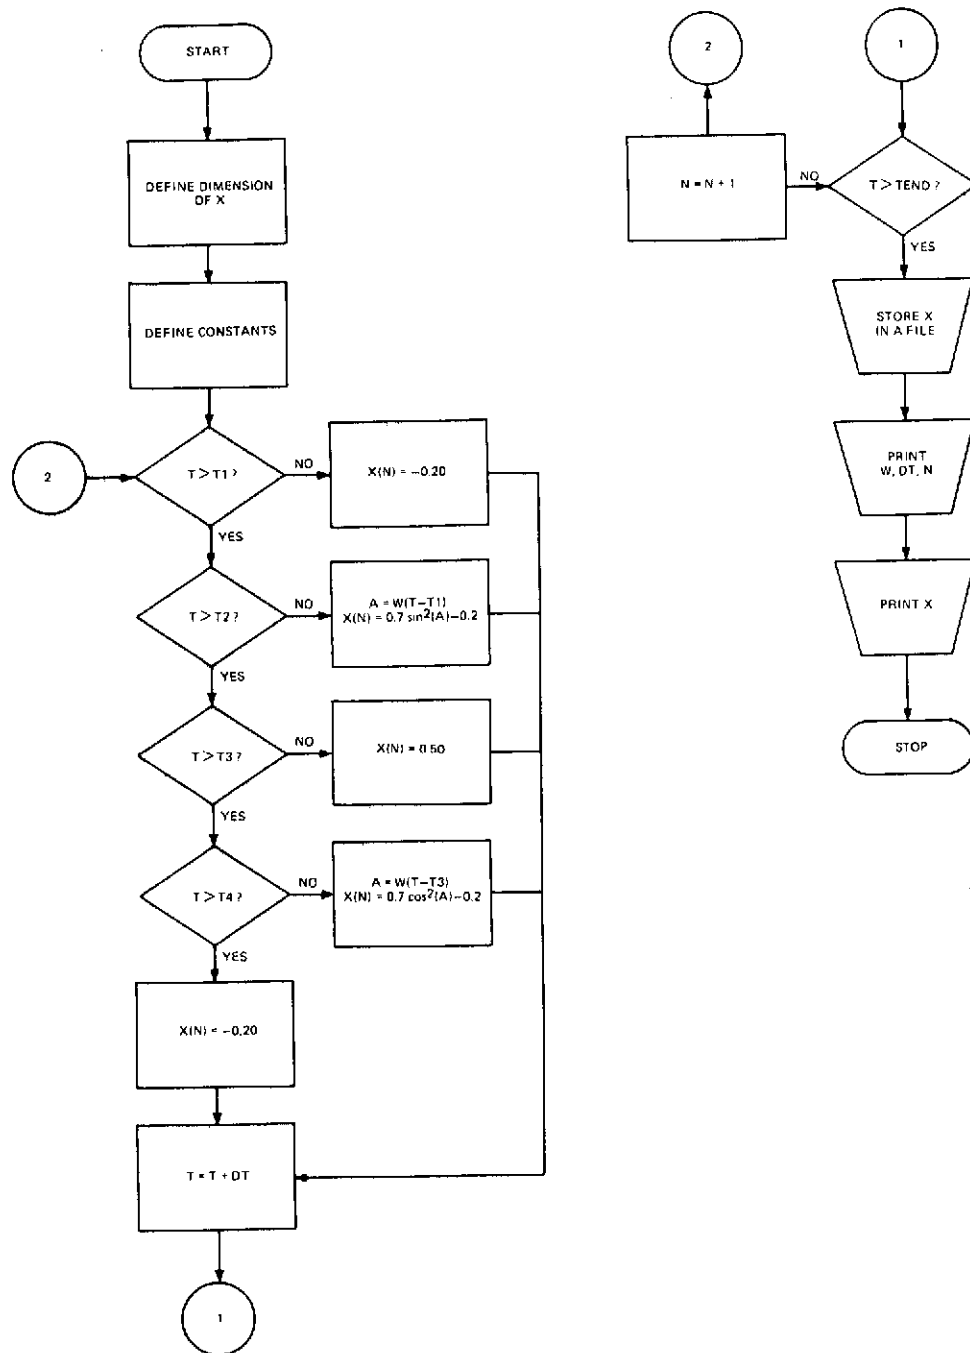 START
DEFINE DIMENSION
OF X
DEFINE CONSTANTS
2
T > T1 ?
NO
X(N) = −0.20
YES
T > T2 ?
NO
A = W(T−T1)
X(N) = 0.7 sin²(A)−0.2
YES
T > T3 ?
NO
X(N) = 0.50
YES
T > T4 ?
NO
A = W(T−T3)
X(N) = 0.7 cos²(A)−0.2
YES
X(N) = −0.20
T = T + DT
1
2
1
N = N + 1
NO
T > TEND ?
YES
STORE X
IN A FILE
PRINT
W, DT, N
PRINT X
STOP